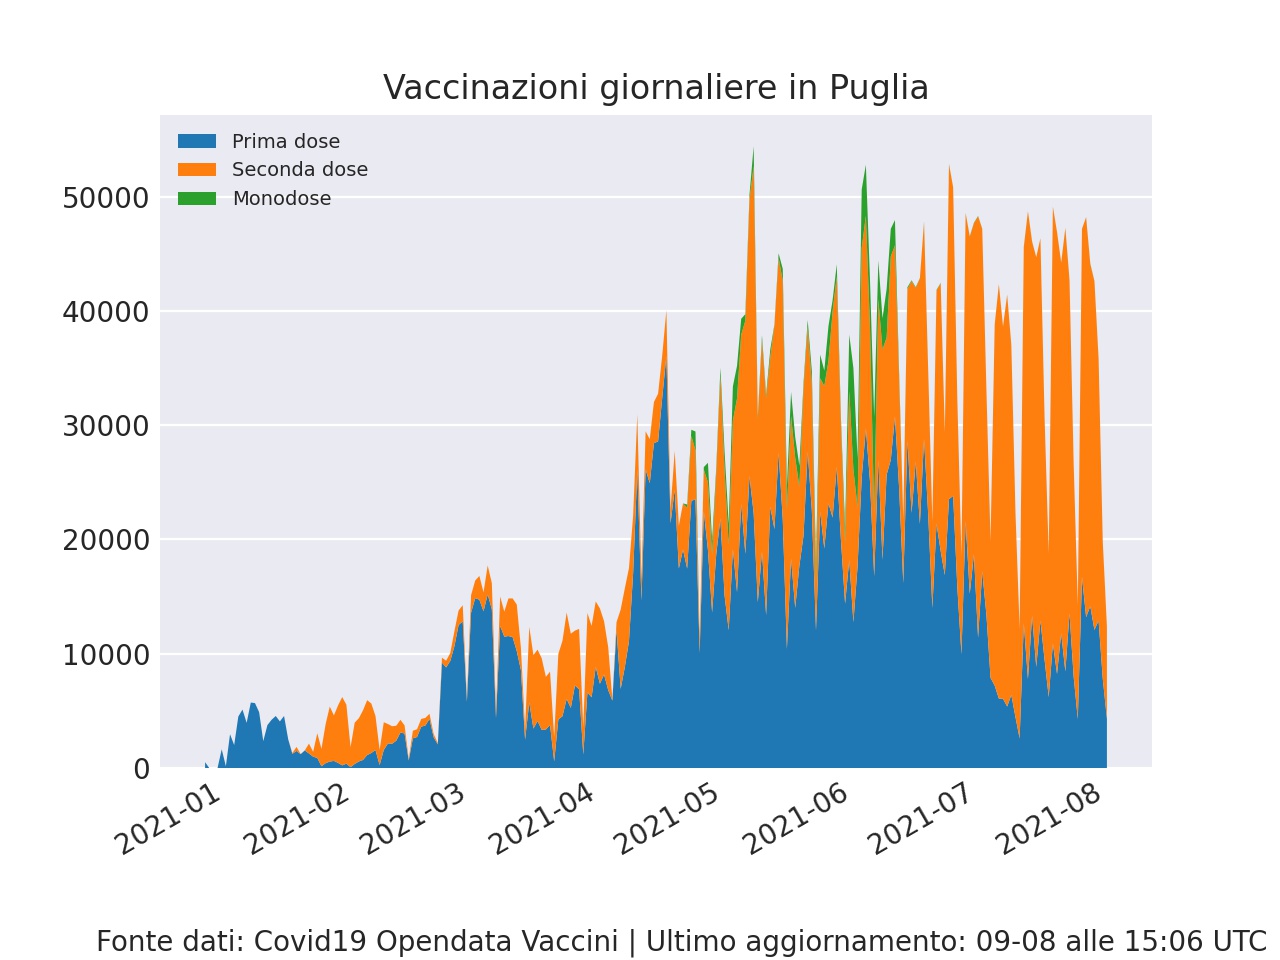 Vaccinazioni giornaliere in Puglia
Prima dose
Seconda dose
Monodose
50000
40000
30000
20000
10000
0
2021-01
2021-02
2021-03
2021-04
2021-05
2021-06
2021-07
2021-08
Fonte dati: Covid19 Opendata Vaccini | Ultimo aggiornamento: 09-08 alle 15:06 UTC